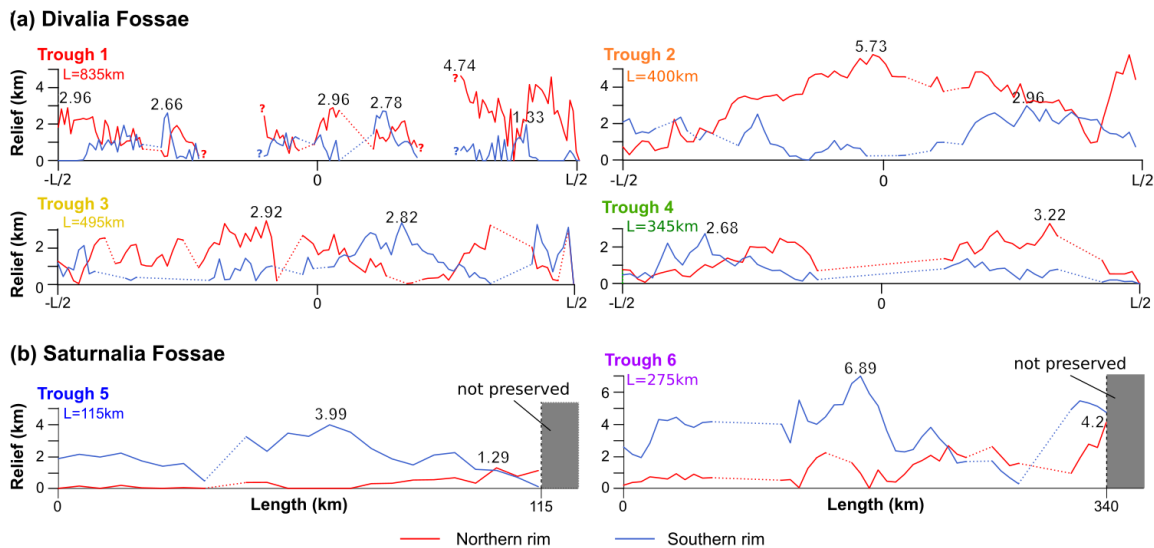 (a) Divalia Fossae
Trough 1
L=835km
Relief (km)
4
2
0
2.96
2.66
?
?
?
2.96
2.78
?
4.74
?
?
1.33
-L/2
0
L/2
Trough 2
L=400km
4
2
0
5.73
2.96
-L/2
0
L/2
Trough 3
L=495km
Relief (km)
2
0
2.92
2.82
-L/2
0
L/2
Trough 4
L=345km
2
0
2.68
3.22
-L/2
0
L/2
(b) Saturnalia Fossae
Trough 5
L=115km
Relief (km)
4
2
0
3.99
1.29
not preserved
0
Length (km)
115
Trough 6
L=275km
6
4
2
0
6.89
4.2
not preserved
0
Length (km)
340
Northern rim
Southern rim